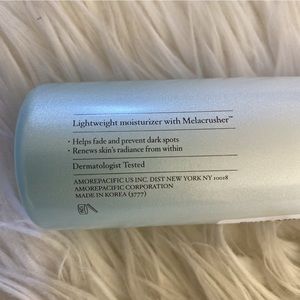 Lightweight moisturizer with Melacrusher™
• Helps fade and prevent dark spots
• Renews skin's radiance from within
Dermatologist Tested
AMOREPACIFIC US INC. DIST NEW YORK NY 10018
AMOREPACIFIC CORPORATION
MADE IN KOREA (3777)